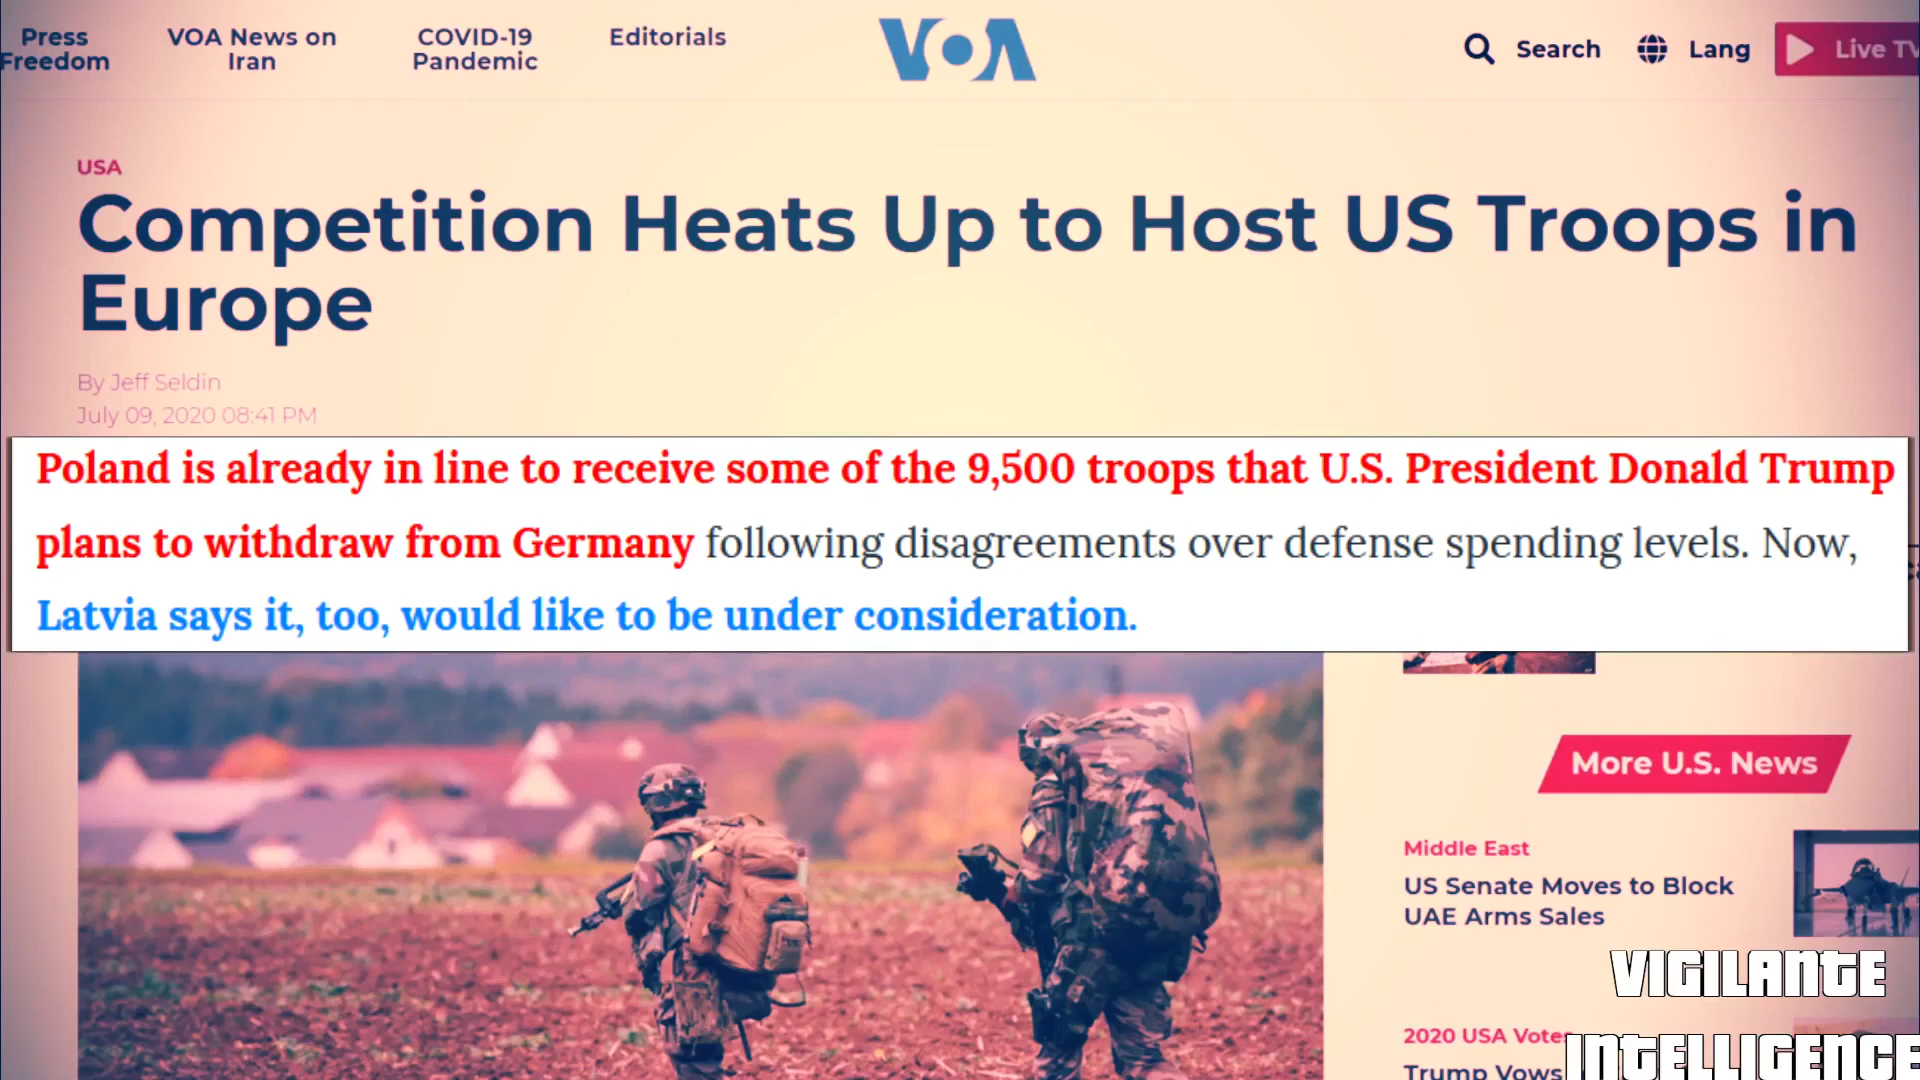 Press
Freedom
VOA News on
Iran
COVID-19
Pandemic
Editorials
VOA
Search
Lang
Live TV
USA
Competition Heats Up to Host US Troops in
Europe
By Jeff Seldin
July 09, 2020 08:41 PM
Poland is already in line to receive some of the 9,500 troops that U.S. President Donald Trump
plans to withdraw from Germany following disagreements over defense spending levels. Now,
Latvia says it, too, would like to be under consideration.
More U.S. News
Middle East
US Senate Moves to Block
UAE Arms Sales
2020 USA Votes
Trump Vows
VIGILANTE
INTELLIGENCE